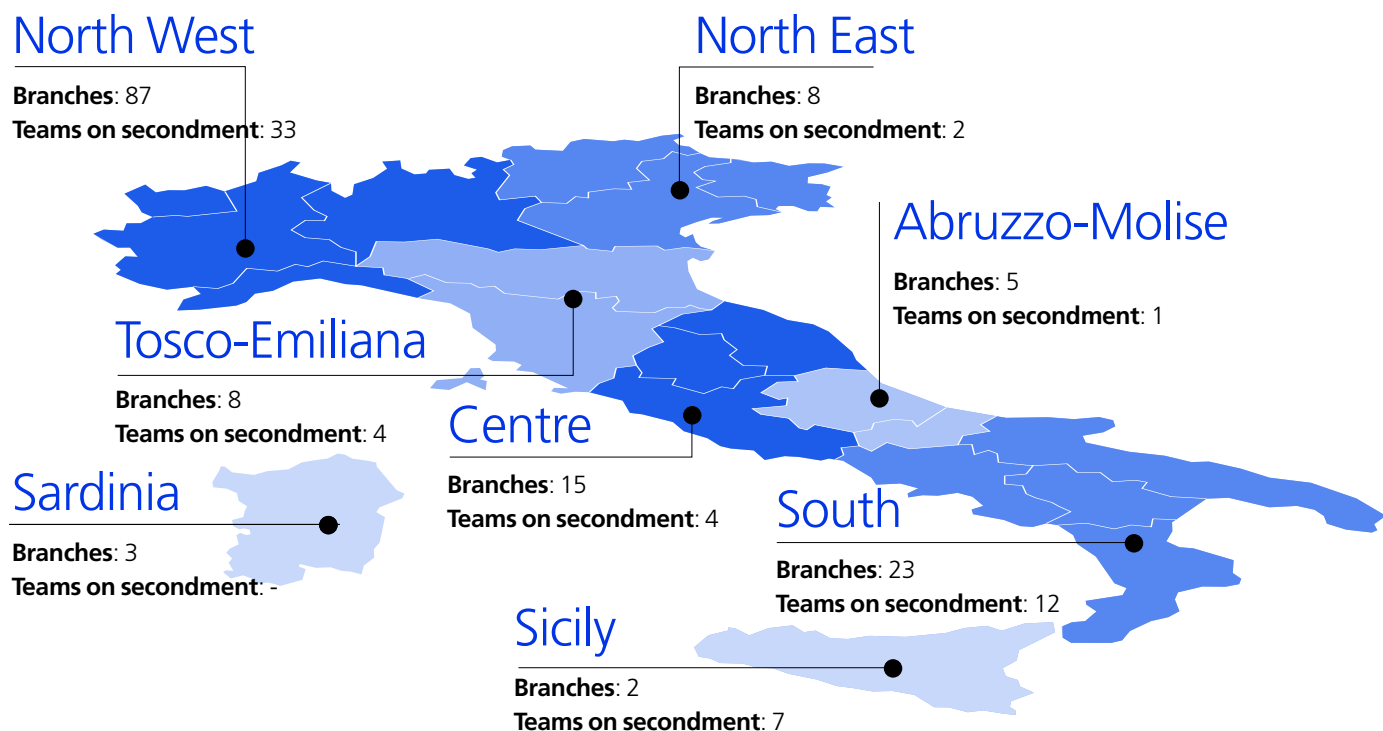 North West
Branches: 87
Teams on secondment: 33
North East
Branches: 8
Teams on secondment: 2
Abruzzo-Molise
Branches: 5
Teams on secondment: 1
Tosco-Emiliana
Branches: 8
Teams on secondment: 4
Centre
Branches: 15
Teams on secondment: 4
Sardinia
Branches: 3
Teams on secondment: -
South
Branches: 23
Teams on secondment: 12
Sicily
Branches: 2
Teams on secondment: 7